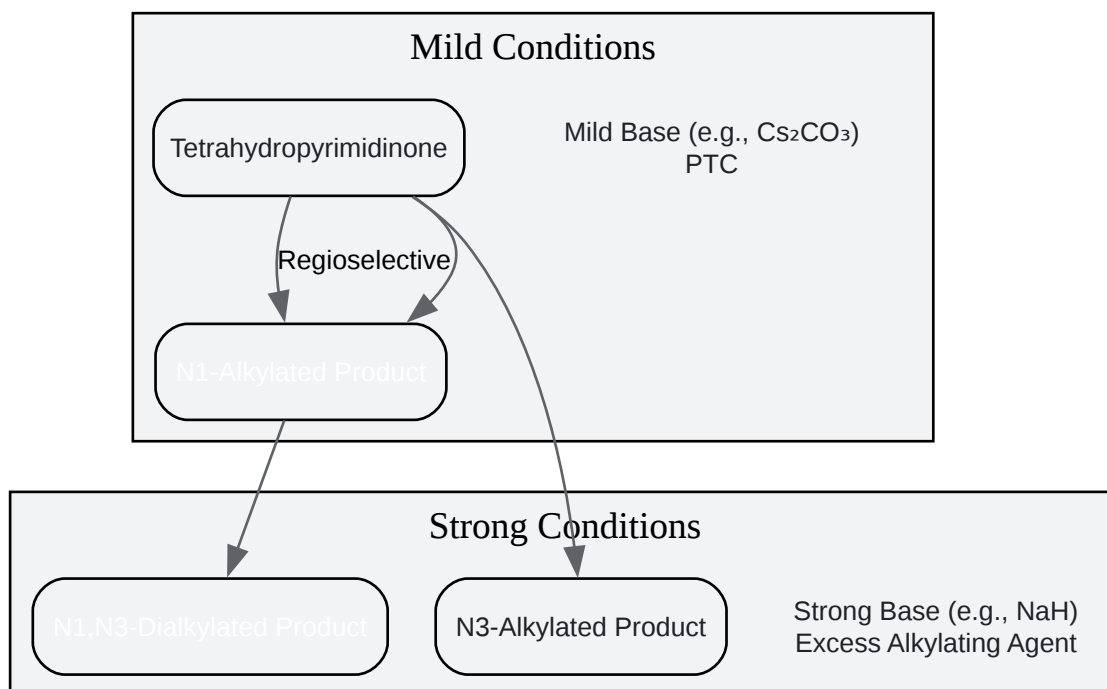 Mild Conditions
Tetrahydropyrimidinone
Mild Base (e.g., Cs₂CO₃)
PTC
Regioselective
N1-Alkylated Product
Strong Conditions
N1,N3-Dialkylated Product
N3-Alkylated Product
Strong Base (e.g., NaH)
Excess Alkylating Agent